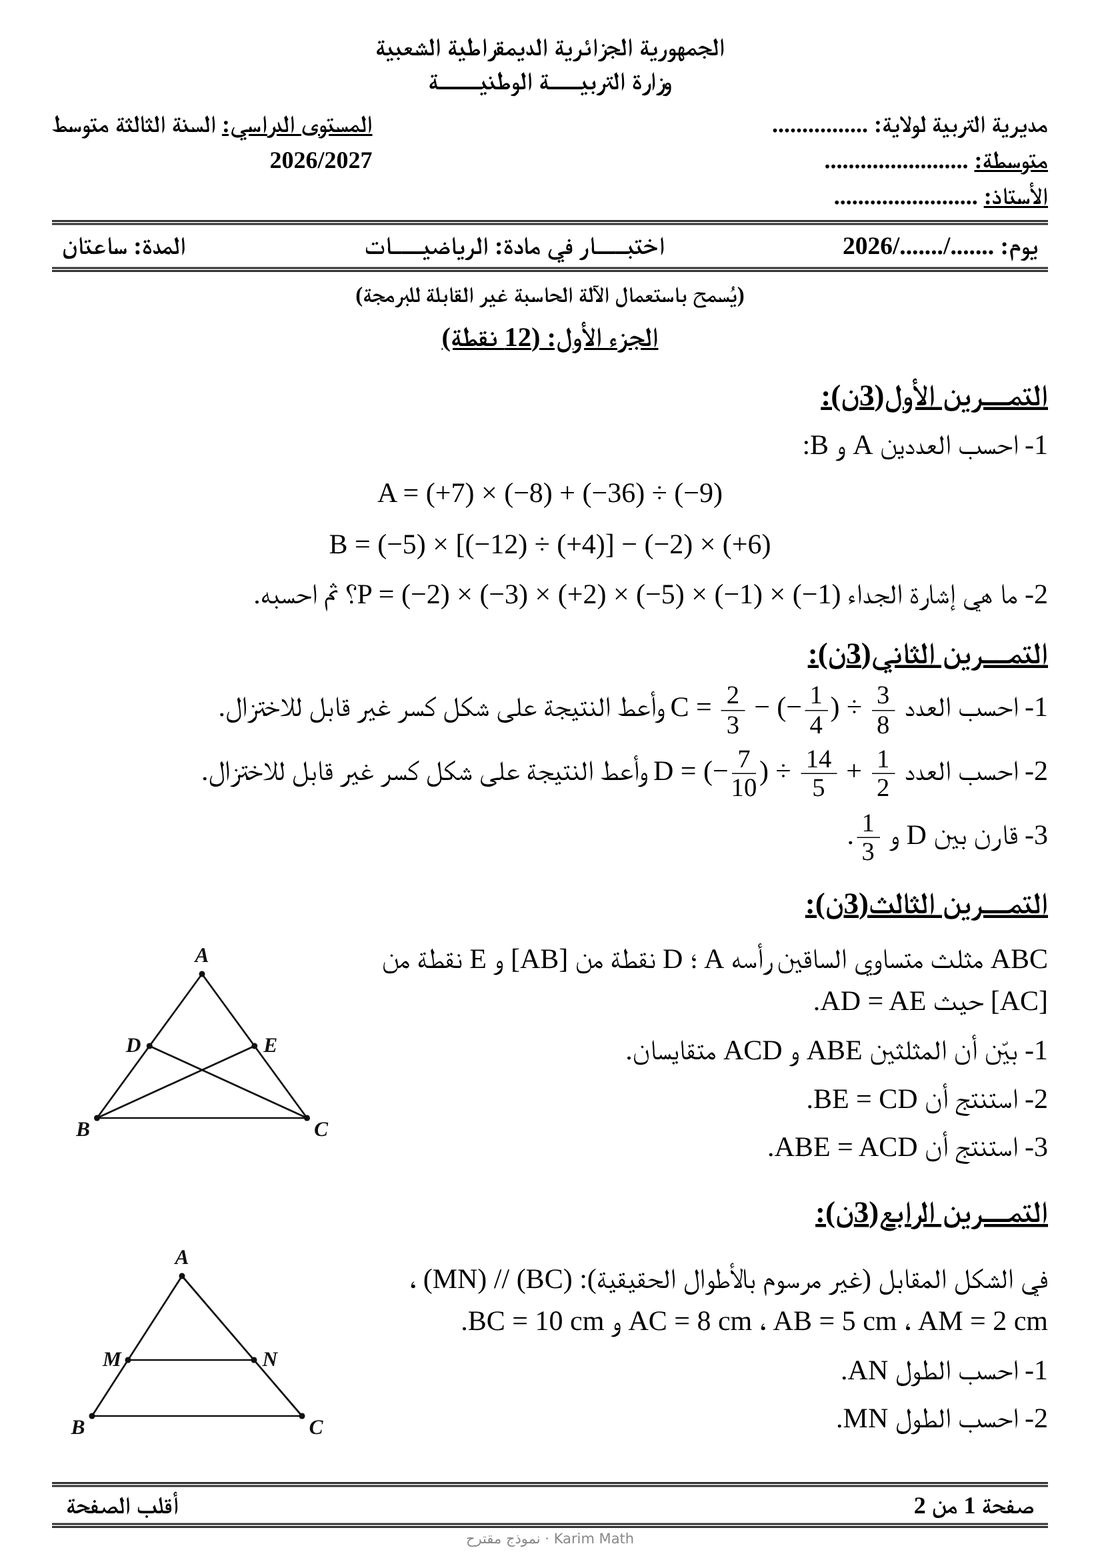 الجمهورية الجزائرية الديمقراطية الشعبية
وزارة التربيـــــة الوطنيـــــــة
مديرية التربية لولاية: ................
المستوى الدراسي: السنة الثالثة متوسط
متوسطة: ........................
2026/2027
الأستاذ: ........................
يوم: ......./......./2026
اختبـــــار في مادة: الرياضيـــــات
المدة: ساعتان
(يُسمح باستعمال الآلة الحاسبة غير القابلة للبرمجة)
الجزء الأول: (12 نقطة)
التمـــرين الأول(3ن):
1- احسب العددين A و B:
A = (+7) × (−8) + (−36) ÷ (−9)
B = (−5) × [(−12) ÷ (+4)] − (−2) × (+6)
2- ما هي إشارة الجداء P = (−2) × (−3) × (+2) × (−5) × (−1) × (−1)؟ ثم احسبه.
التمـــرين الثاني(3ن):
1- احسب العدد C = 2/3 − (−1/4) ÷ 3/8 وأعط النتيجة على شكل كسر غير قابل للاختزال.
2- احسب العدد D = (−7/10) ÷ 14/5 + 1/2 وأعط النتيجة على شكل كسر غير قابل للاختزال.
3- قارن بين D و 1/3.
التمـــرين الثالث(3ن):
ABC مثلث متساوي الساقين رأسه A ؛ D نقطة من [AB] و E نقطة من
[AC] حيث AD = AE.
1- بيّن أن المثلثين ABE و ACD متقايسان.
2- استنتج أن BE = CD.
3- استنتج أن ABE = ACD.
A
D
E
B
C
التمـــرين الرابع(3ن):
في الشكل المقابل (غير مرسوم بالأطوال الحقيقية): (MN) // (BC) ،
AM = 2 cm ، AB = 5 cm ، AC = 8 cm و BC = 10 cm.
1- احسب الطول AN.
2- احسب الطول MN.
A
M
N
B
C
صفحة 1 من 2
أقلب الصفحة
نموذج مقترح · Karim Math